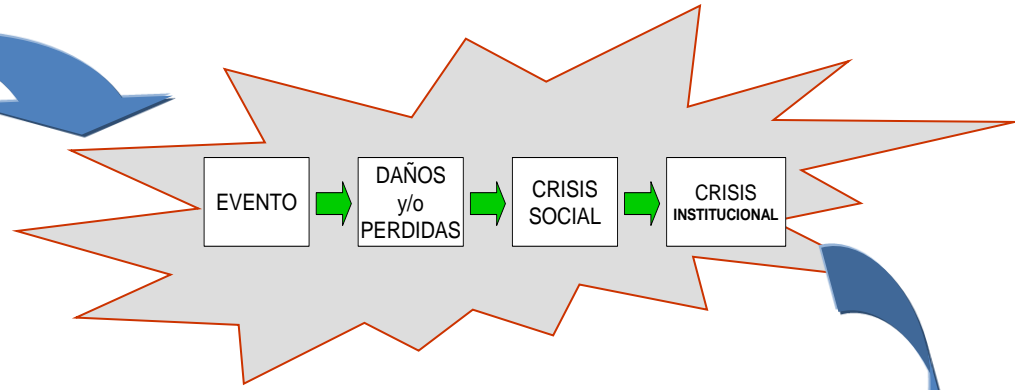 EVENTO
DAÑOS
y/o
PERDIDAS
CRISIS
SOCIAL
CRISIS
INSTITUCIONAL